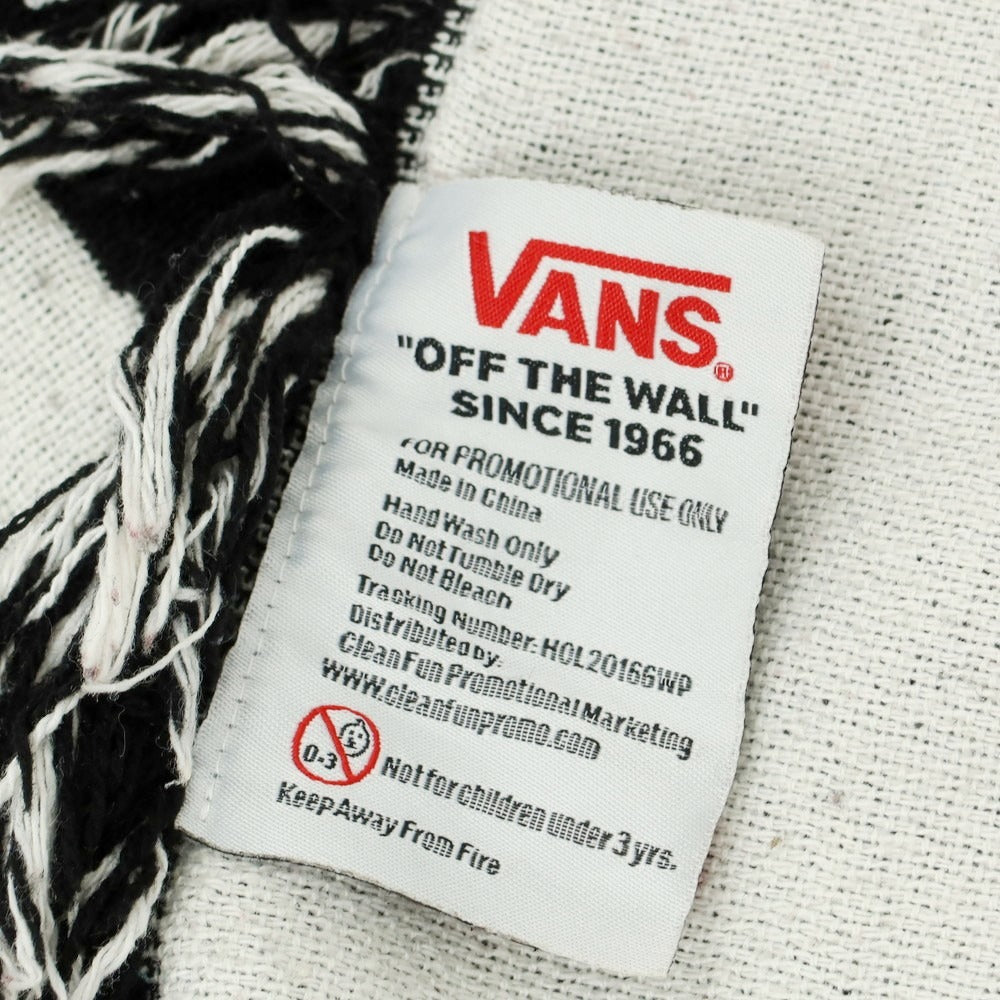 VANS®
"OFF THE WALL"
SINCE 1966
FOR PROMOTIONAL USE ONLY
Made In China
Hand Wash Only
Do Not Tumble Dry
Do Not Bleach
Tracking Number: HOL20166WP
Distributed by:
Clean Fun Promotional Marketing
www.cleanfunpromo.com
0-3
Not for children under 3 yrs.
Keep Away From Fire